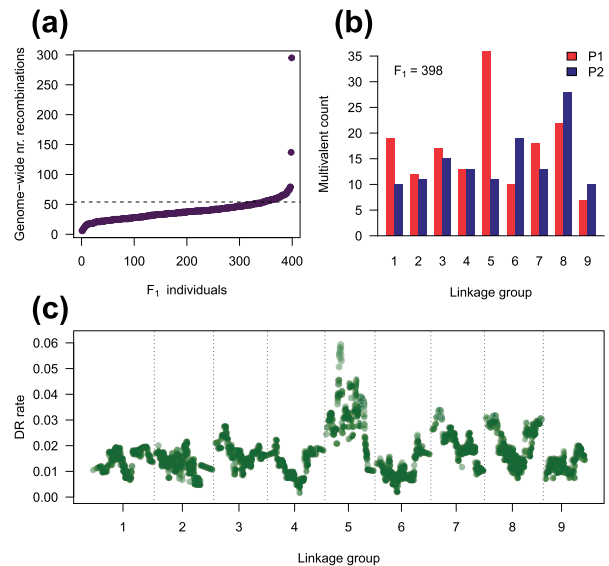 (a)
Genome−wide nr. recombinations
300
250
200
150
100
50
0
0 100 200 300 400
F1 individuals
(b)
Multivalent count
35
30
25
20
15
10
5
0
F1 = 398
P1
P2
1 2 3 4 5 6 7 8 9
Linkage group
(c)
DR rate
0.06
0.05
0.04
0.03
0.02
0.01
0.00
1 2 3 4 5 6 7 8 9
Linkage group